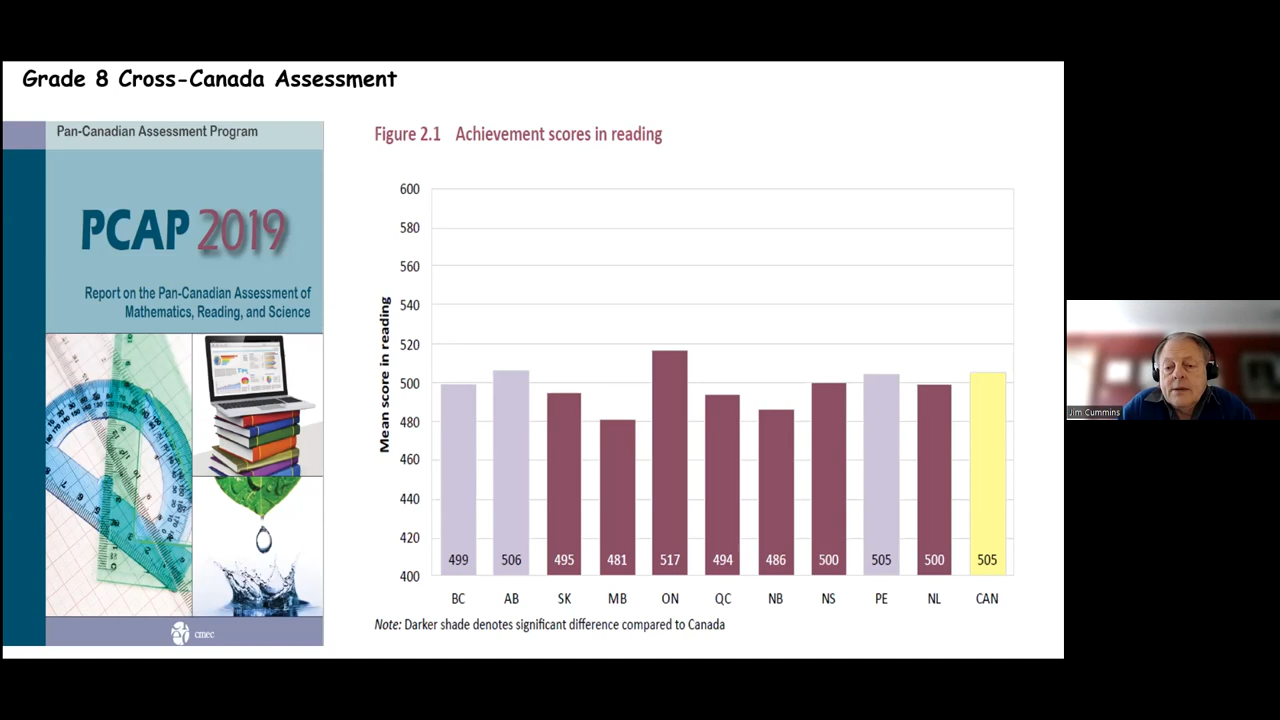 Grade 8 Cross-Canada Assessment
Pan-Canadian Assessment Program
PCAP 2019
Report on the Pan-Canadian Assessment of
Mathematics, Reading, and Science
cmec
Figure 2.1 Achievement scores in reading
Mean score in reading
600
580
560
540
520
500
480
460
440
420
400
499 506 495 481 517 494 486 500 505 500 505
BC AB SK MB ON QC NB NS PE NL CAN
Note: Darker shade denotes significant difference compared to Canada
Jim Cummins